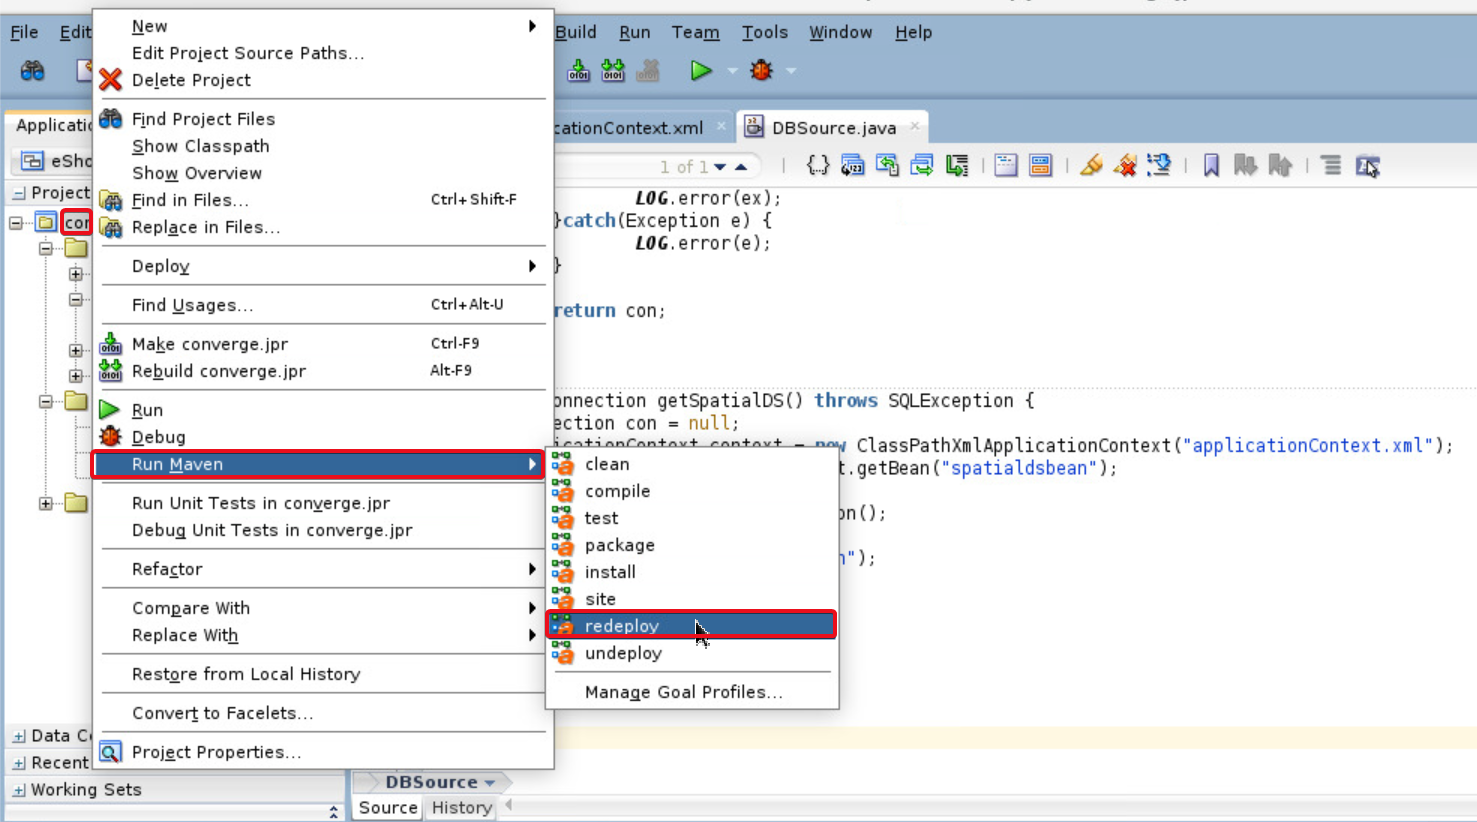 File Edit Build Run Team Tools Window Help
New
Edit Project Source Paths...
Delete Project
Find Project Files
Show Classpath
Show Overview
Find in Files... Ctrl+Shift-F
Replace in Files...
Deploy
Find Usages... Ctrl+Alt-U
Make converge.jpr Ctrl-F9
Rebuild converge.jpr Alt-F9
Run
Debug
Run Maven
Run Unit Tests in converge.jpr
Debug Unit Tests in converge.jpr
Refactor
Compare With
Replace With
Restore from Local History
Convert to Facelets...
Project Properties...
clean
compile
test
package
install
site
redeploy
undeploy
Manage Goal Profiles...
Applicatio
eSho
Project
con
Data Co
Recent
Working Sets
cationContext.xml DBSource.java
1 of 1
LOG.error(ex);
}catch(Exception e) {
LOG.error(e);
}
return con;
onnection getSpatialDS() throws SQLException {
ection con = null;
icationContext context = new ClassPathXmlApplicationContext("applicationContext.xml");
t.getBean("spatialdsbean");
on();
n");
DBSource
Source History